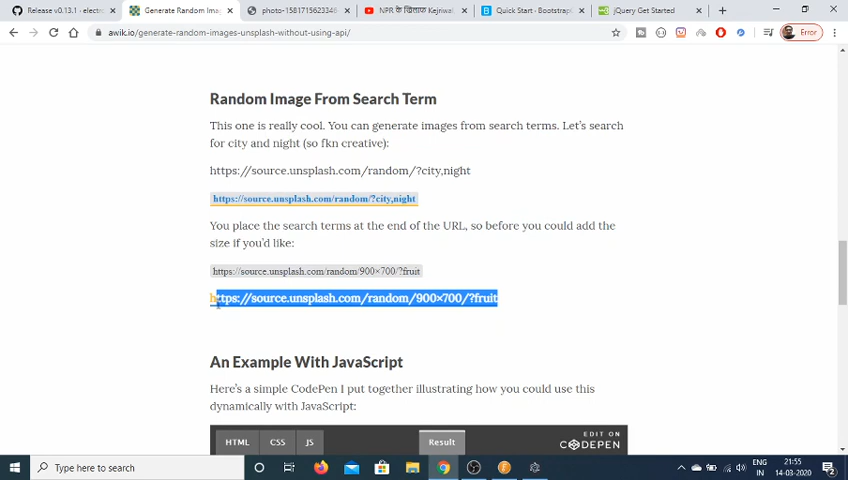 Release v0.13.1 - electro
Generate Random Ima
photo-1581715623346
NPR के खिलाफ Kejriwal
Quick Start · Bootstrap
jQuery Get Started
awik.io/generate-random-images-unsplash-without-using-api/
Error
Random Image From Search Term
This one is really cool. You can generate images from search terms. Let's search
for city and night (so fkn creative):
https://source.unsplash.com/random/?city,night
https://source.unsplash.com/random/?city,night
You place the search terms at the end of the URL, so before you could add the
size if you'd like:
https://source.unsplash.com/random/900×700/?fruit
https://source.unsplash.com/random/900×700/?fruit
An Example With JavaScript
Here's a simple CodePen I put together illustrating how you could use this
dynamically with JavaScript:
HTML CSS JS Result EDIT ON
CODEPEN
Type here to search
ENG 21:55
IN 14-03-2020
2